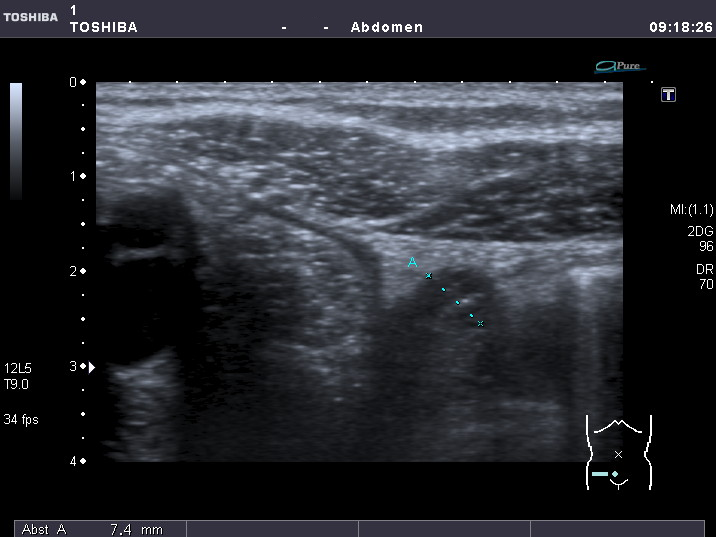 TOSHIBA
1
TOSHIBA - - Abdomen 09:18:26
aPure
T
0
1
2
3
4
A
MI:(1.1)
2DG
96
DR
70
12L5
T9.0
34 fps
Abst A 7.4 mm